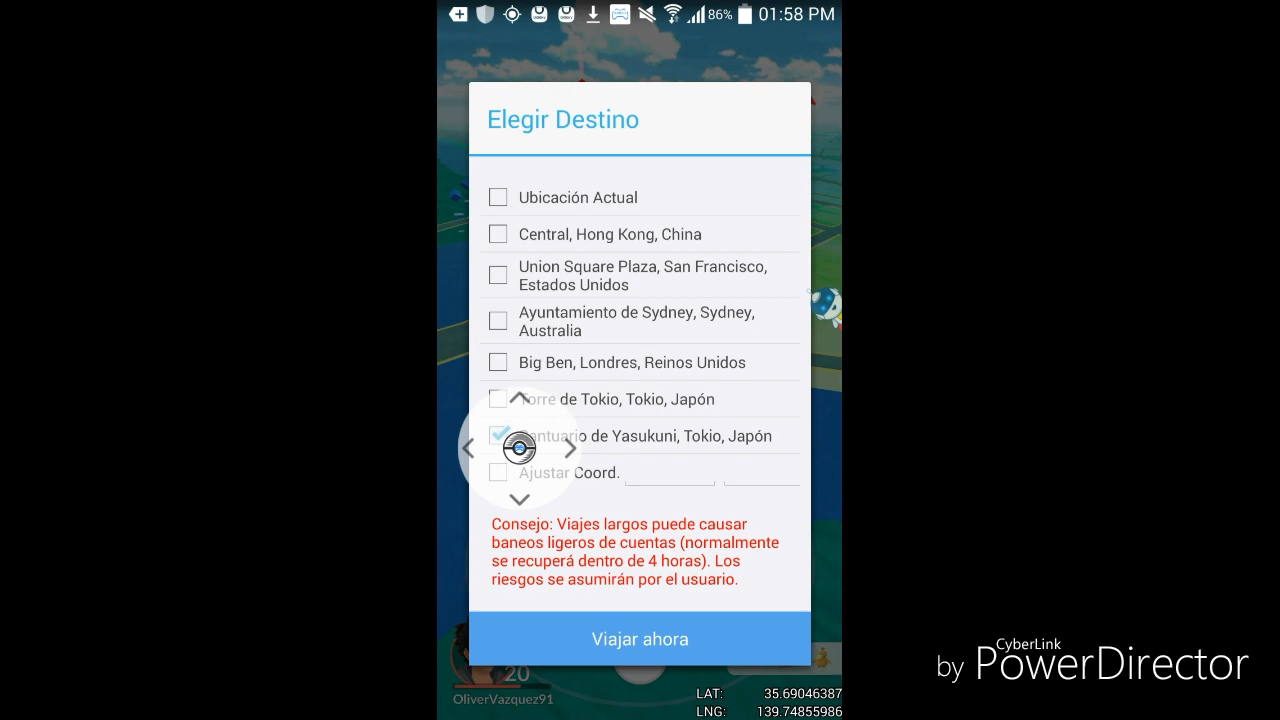 86% 01:58 PM
Elegir Destino
Ubicación Actual
Central, Hong Kong, China
Union Square Plaza, San Francisco,
Estados Unidos
Ayuntamiento de Sydney, Sydney,
Australia
Big Ben, Londres, Reinos Unidos
Torre de Tokio, Tokio, Japón
Santuario de Yasukuni, Tokio, Japón
Ajustar Coord.
Consejo: Viajes largos puede causar
baneos ligeros de cuentas (normalmente
se recuperá dentro de 4 horas). Los
riesgos se asumirán por el usuario.
Viajar ahora
20
OliverVazquez91
LAT: 35.69046387
LNG: 139.74855986
by CyberLink
PowerDirector